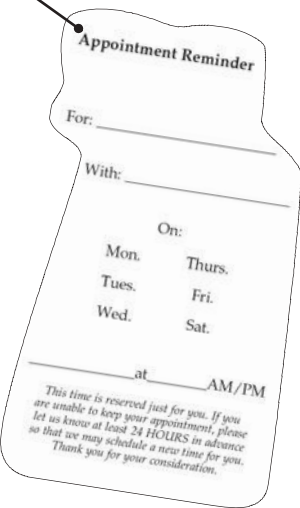 Appointment Reminder
For:
With:
On:
Mon. Thurs.
Tues. Fri.
Wed. Sat.
at AM/PM
This time is reserved just for you. If you
are unable to keep your appointment, please
let us know at least 24 HOURS in advance
so that we may schedule a new time for you.
Thank you for your consideration.